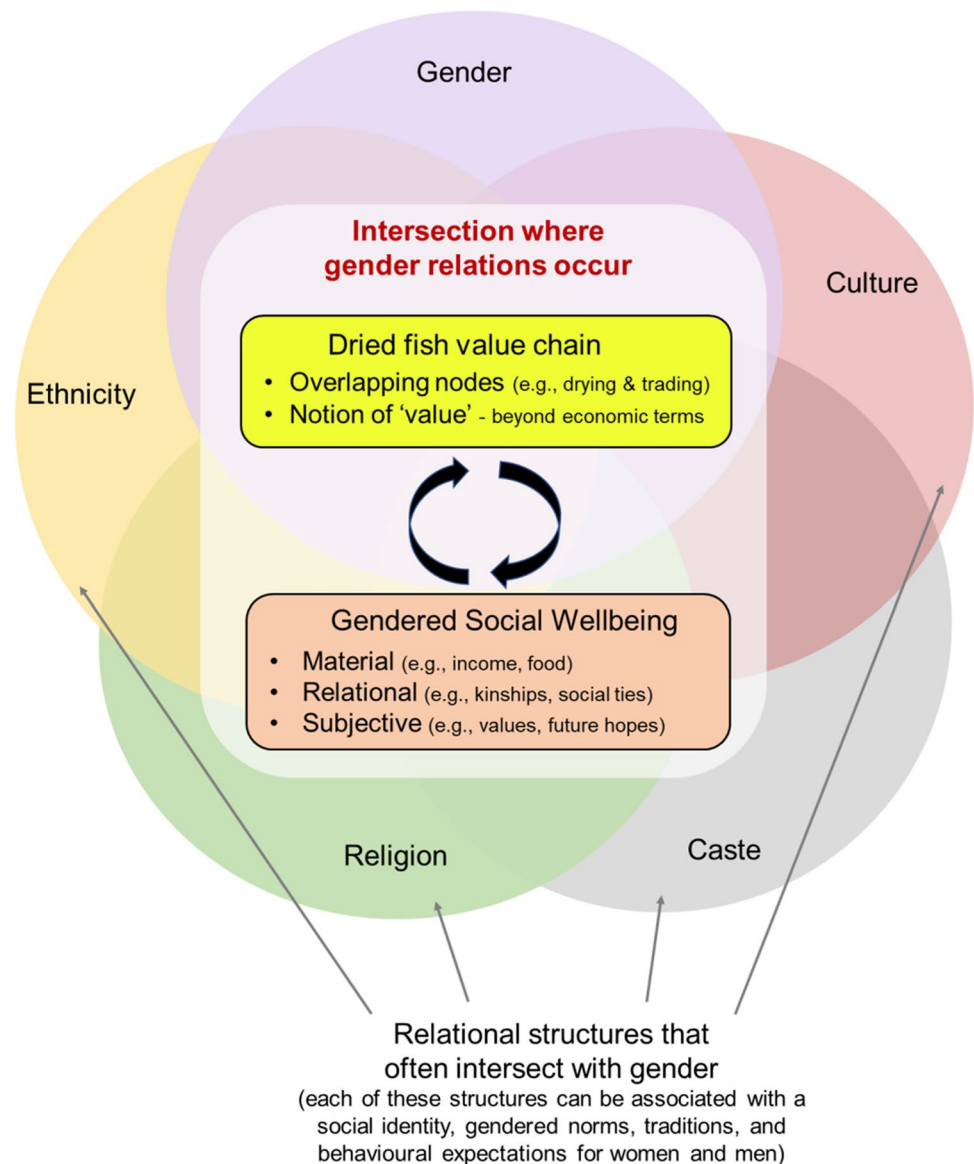 Gender
Culture
Ethnicity
Intersection where
gender relations occur
Dried fish value chain
• Overlapping nodes (e.g., drying & trading)
• Notion of ‘value’ - beyond economic terms
Gendered Social Wellbeing
• Material (e.g., income, food)
• Relational (e.g., kinships, social ties)
• Subjective (e.g., values, future hopes)
Religion
Caste
Relational structures that
often intersect with gender
(each of these structures can be associated with a
social identity, gendered norms, traditions, and
behavioural expectations for women and men)